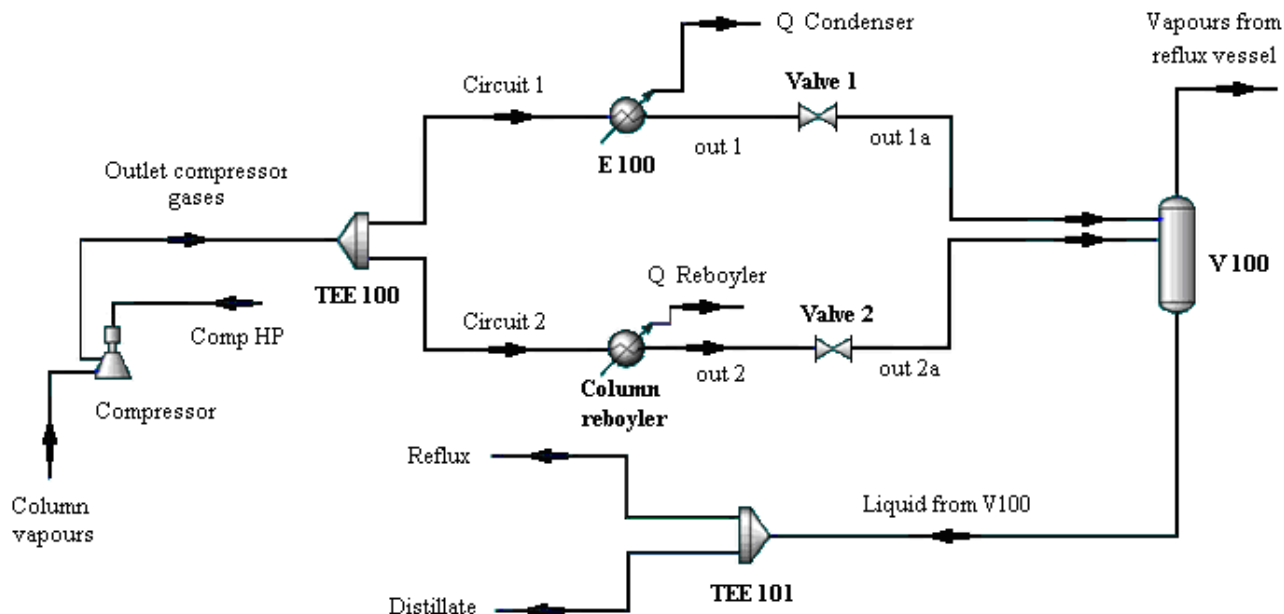 Q Condenser
Vapours from
reflux vessel
Circuit 1
Valve 1
out 1
out 1a
E 100
Outlet compressor
gases
TEE 100
V 100
Q Reboyler
Comp HP
Circuit 2
Valve 2
out 2
out 2a
Column
reboyler
Compressor
Reflux
Column
vapours
Liquid from V100
TEE 101
Distillate